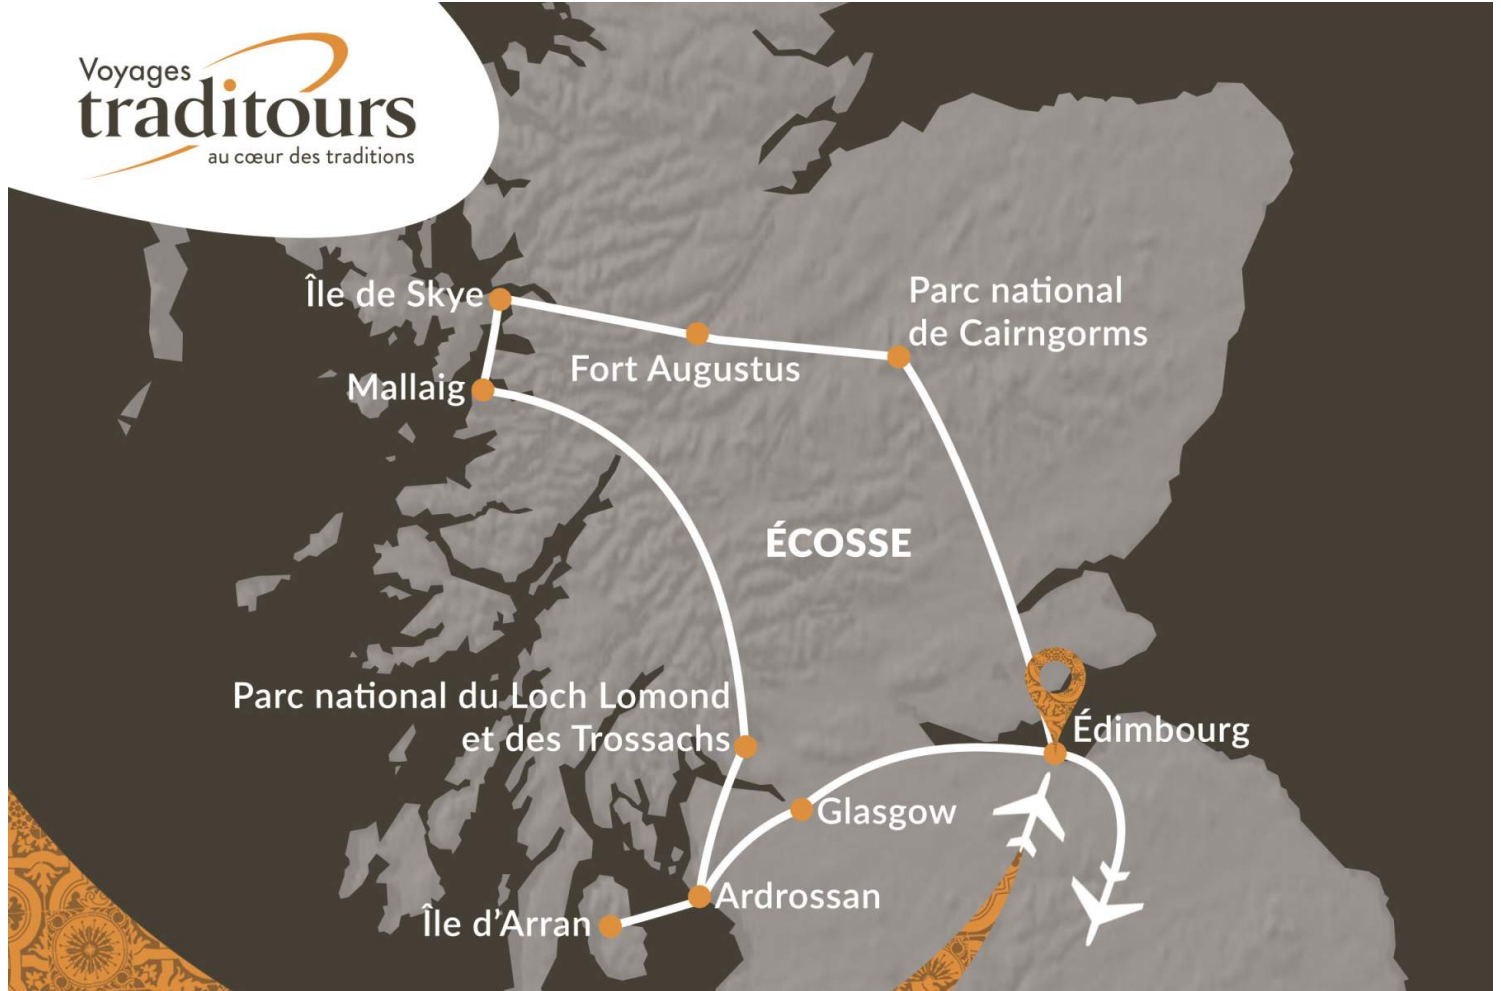 Voyages
traditours
au cœur des traditions
Île de Skye
Parc national
de Cairngorms
Fort Augustus
Mallaig
ÉCOSSE
Parc national du Loch Lomond
et des Trossachs
Édimbourg
Glasgow
Ardrossan
Île d’Arran